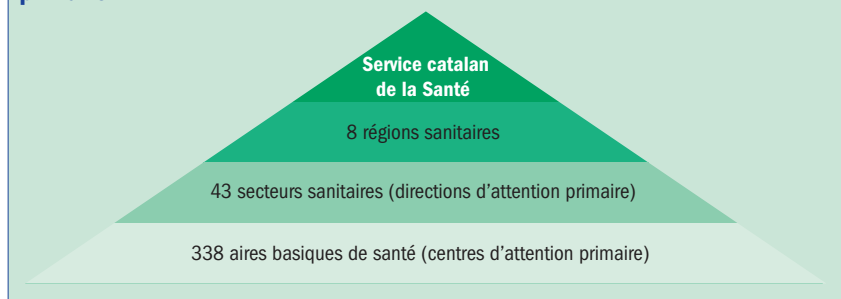 Service catalan
de la Santé
8 régions sanitaires
43 secteurs sanitaires (directions d'attention primaire)
338 aires basiques de santé (centres d'attention primaire)